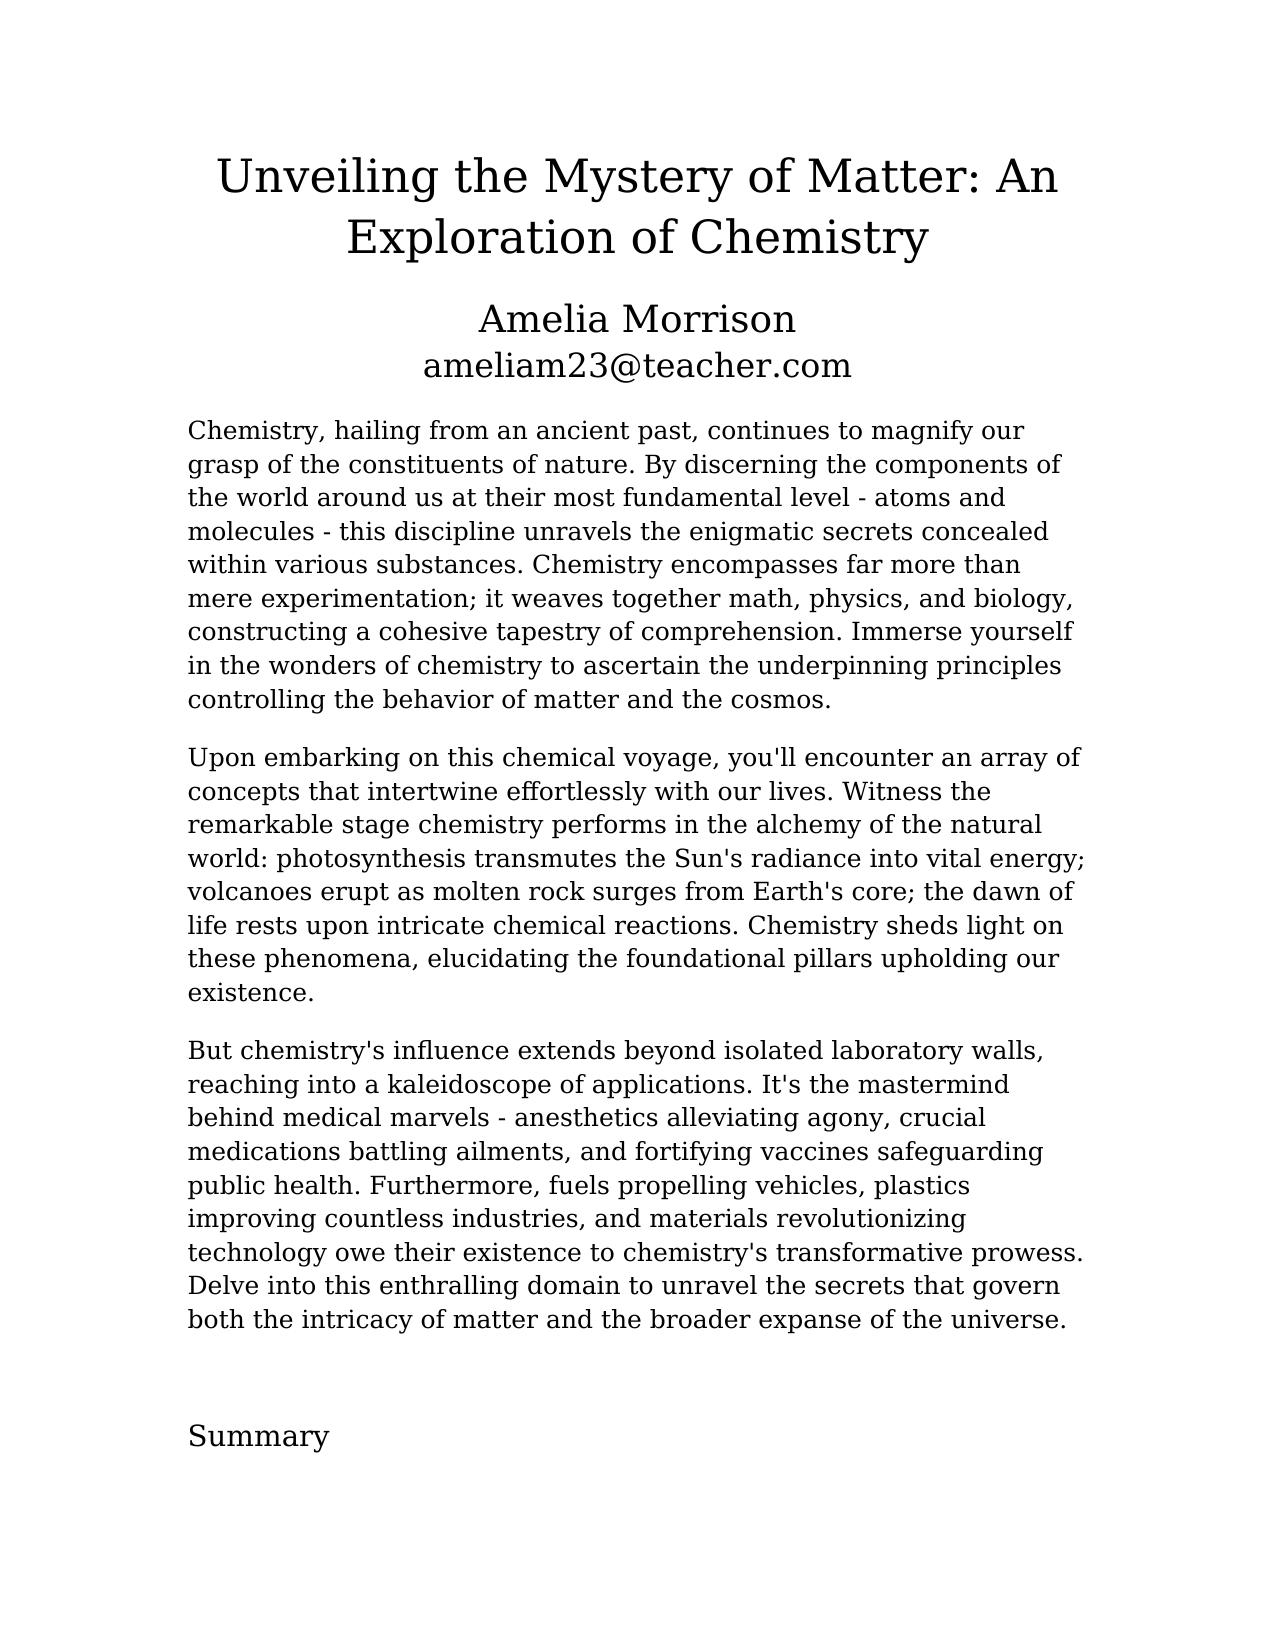 Unveiling the Mystery of Matter: An
Exploration of Chemistry
Amelia Morrison
ameliam23@teacher.com
Chemistry, hailing from an ancient past, continues to magnify our
grasp of the constituents of nature. By discerning the components of
the world around us at their most fundamental level - atoms and
molecules - this discipline unravels the enigmatic secrets concealed
within various substances. Chemistry encompasses far more than
mere experimentation; it weaves together math, physics, and biology,
constructing a cohesive tapestry of comprehension. Immerse yourself
in the wonders of chemistry to ascertain the underpinning principles
controlling the behavior of matter and the cosmos.
Upon embarking on this chemical voyage, you'll encounter an array of
concepts that intertwine effortlessly with our lives. Witness the
remarkable stage chemistry performs in the alchemy of the natural
world: photosynthesis transmutes the Sun's radiance into vital energy;
volcanoes erupt as molten rock surges from Earth's core; the dawn of
life rests upon intricate chemical reactions. Chemistry sheds light on
these phenomena, elucidating the foundational pillars upholding our
existence.
But chemistry's influence extends beyond isolated laboratory walls,
reaching into a kaleidoscope of applications. It's the mastermind
behind medical marvels - anesthetics alleviating agony, crucial
medications battling ailments, and fortifying vaccines safeguarding
public health. Furthermore, fuels propelling vehicles, plastics
improving countless industries, and materials revolutionizing
technology owe their existence to chemistry's transformative prowess.
Delve into this enthralling domain to unravel the secrets that govern
both the intricacy of matter and the broader expanse of the universe.
Summary